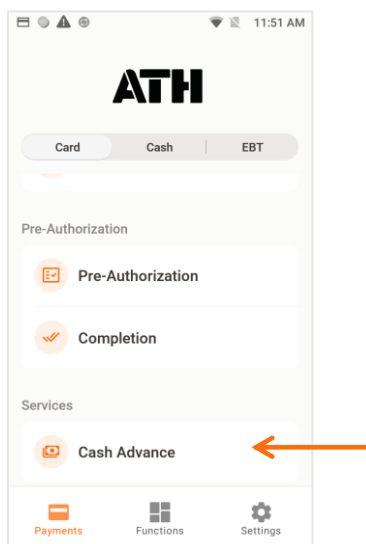 11:51 AM
ATH
Card Cash EBT
Pre-Authorization
Pre-Authorization
Completion
Services
Cash Advance
Payments Functions Settings